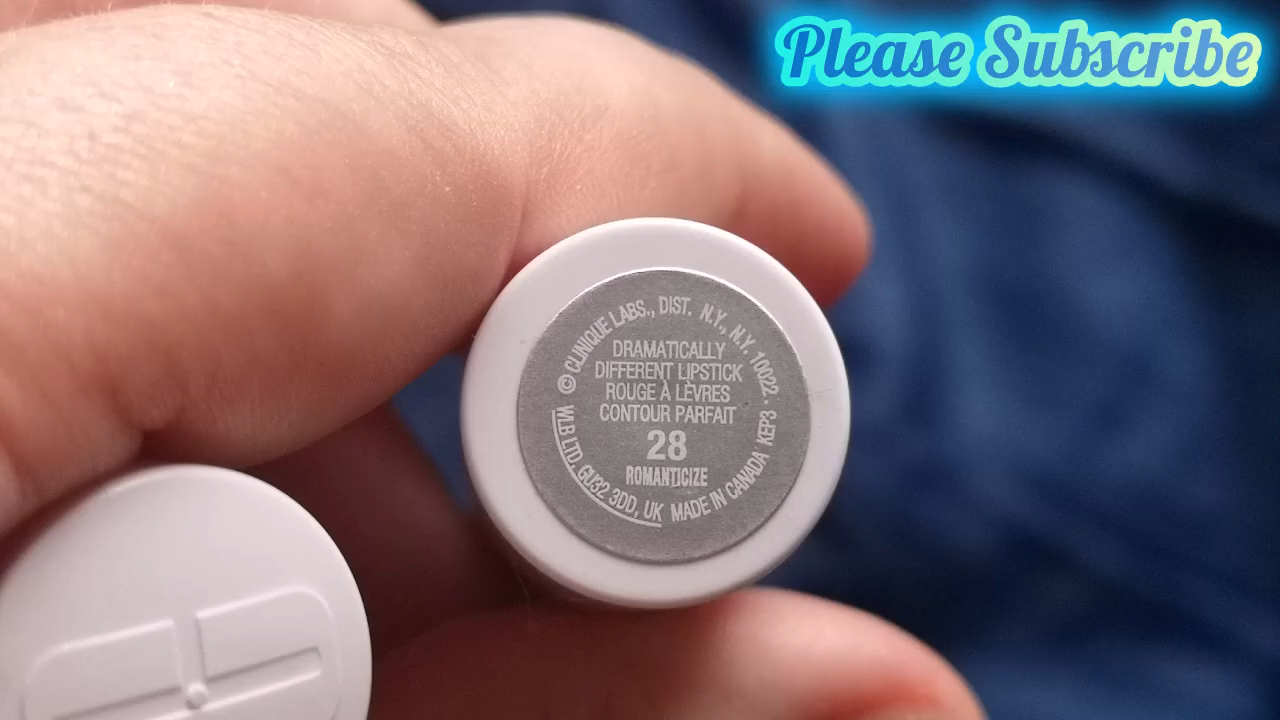 Please Subscribe
© CLINIQUE LABS., DIST. N.Y., N.Y. 10022 .
DRAMATICALLY
DIFFERENT LIPSTICK
ROUGE À LÈVRES
CONTOUR PARFAIT
28
ROMANTICIZE
WLB LTD, GU32 3DD, UK MADE IN CANADA KEP3